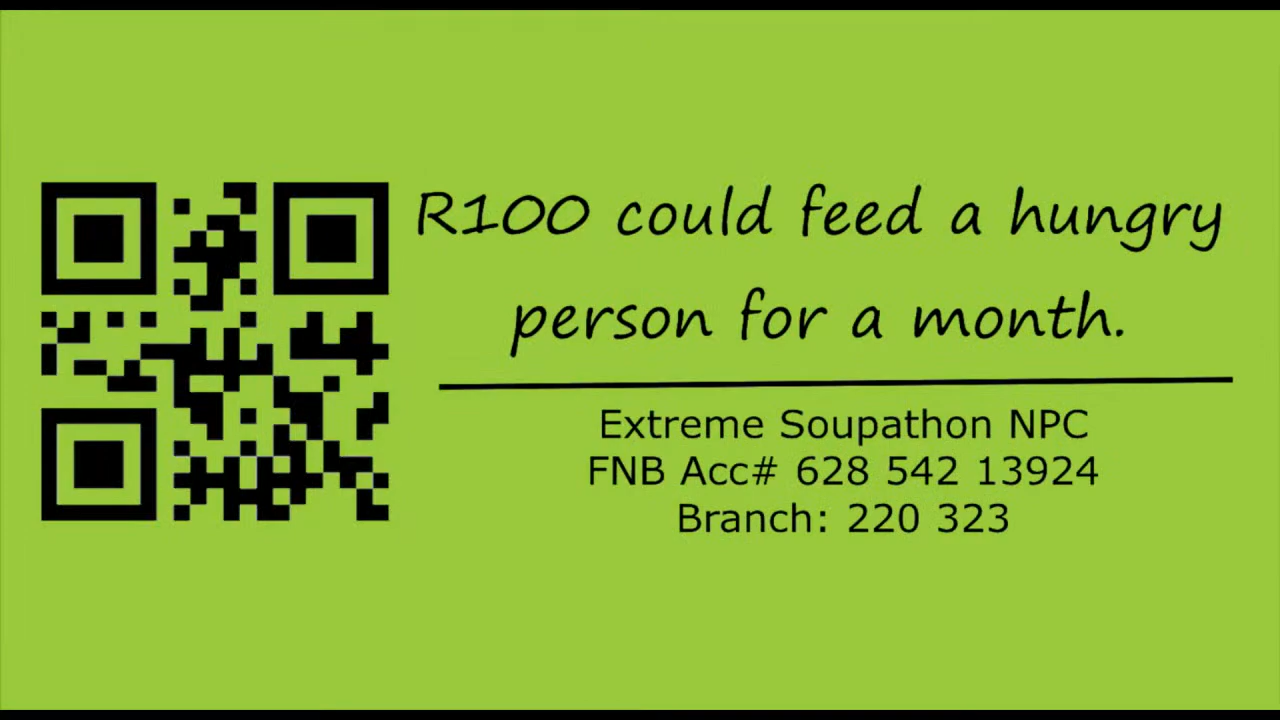 R100 could feed a hungry
person for a month.
Extreme Soupathon NPC
FNB Acc# 628 542 13924
Branch: 220 323